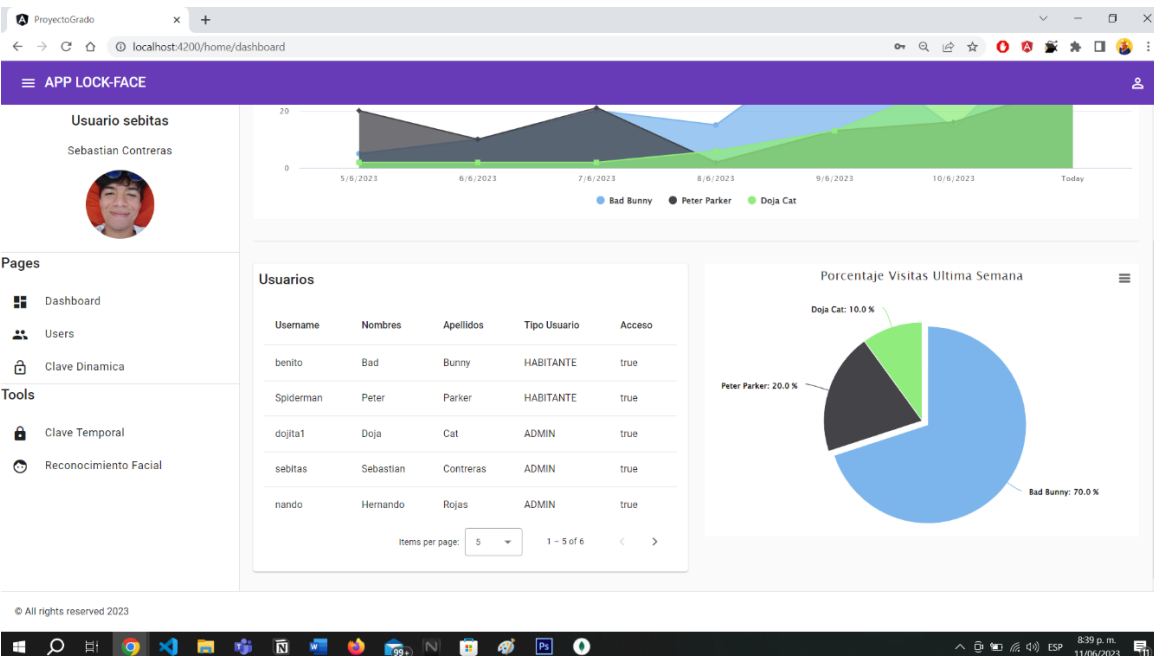 ProyectoGrado
localhost:4200/home/dashboard
APP LOCK-FACE
Usuario sebitas
Sebastian Contreras
Pages
Dashboard
Users
Clave Dinamica
Tools
Clave Temporal
Reconocimiento Facial
20
0
5/6/2023 6/6/2023 7/6/2023 8/6/2023 9/6/2023 10/6/2023 Today
Bad Bunny Peter Parker Doja Cat
Usuarios
Username Nombres Apellidos Tipo Usuario Acceso
benito Bad Bunny HABITANTE true
Spiderman Peter Parker HABITANTE true
dojita1 Doja Cat ADMIN true
sebitas Sebastian Contreras ADMIN true
nando Hernando Rojas ADMIN true
Items per page: 5 1 – 5 of 6
Porcentaje Visitas Ultima Semana
Doja Cat: 10.0 %
Peter Parker: 20.0 %
Bad Bunny: 70.0 %
© All rights reserved 2023
99+
Ps
ESP
8:39 p. m.
11/06/2023